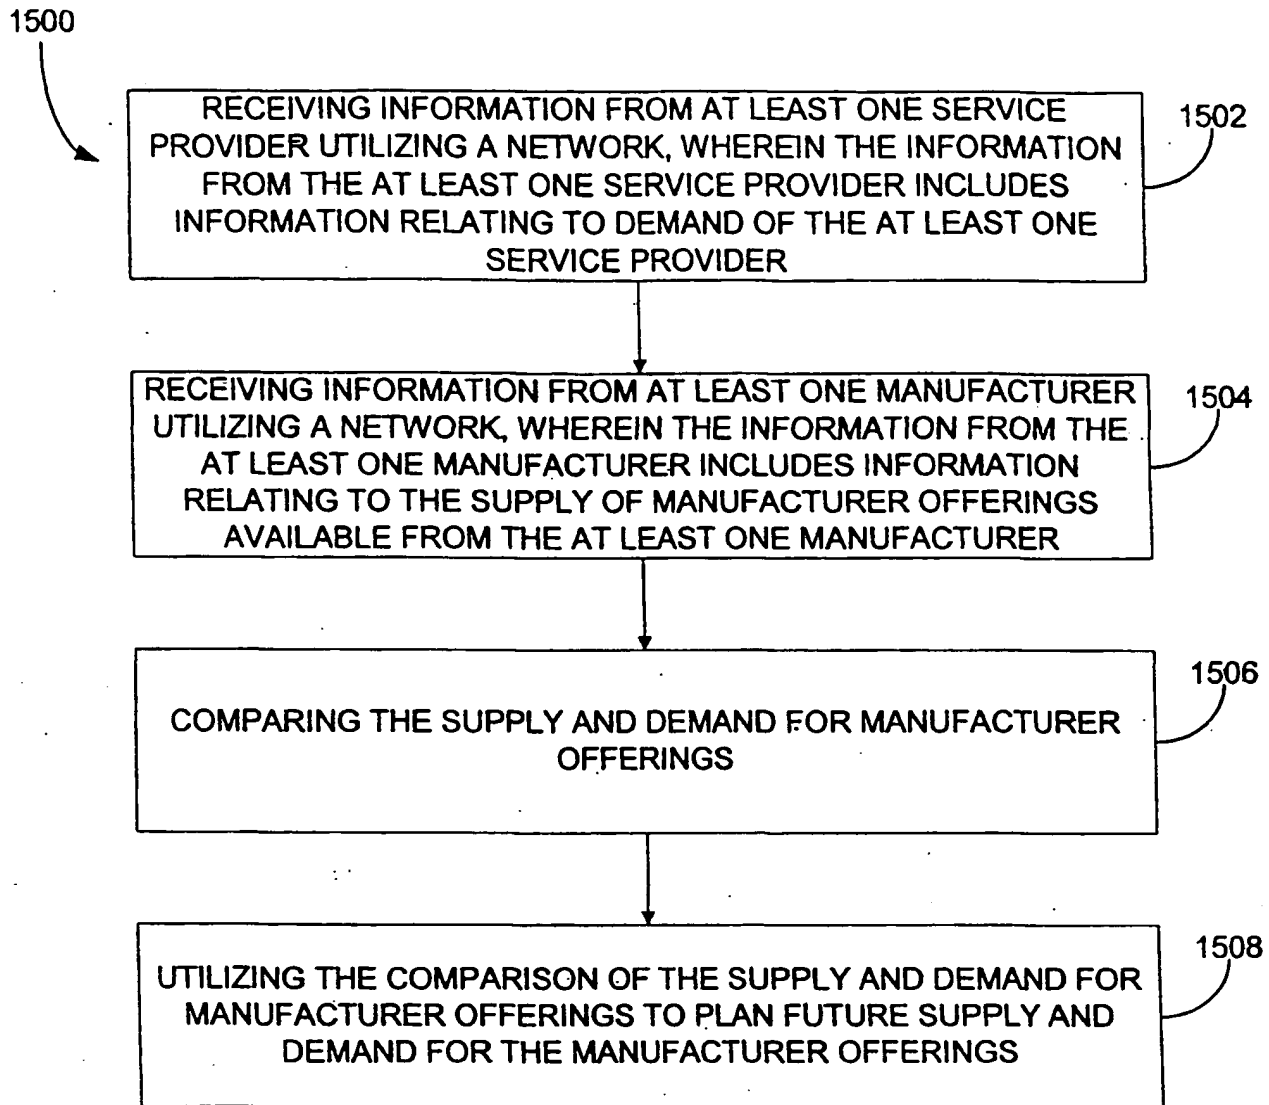 1500
RECEIVING INFORMATION FROM AT LEAST ONE SERVICE
PROVIDER UTILIZING A NETWORK, WHEREIN THE INFORMATION
FROM THE AT LEAST ONE SERVICE PROVIDER INCLUDES
INFORMATION RELATING TO DEMAND OF THE AT LEAST ONE
SERVICE PROVIDER
1502
RECEIVING INFORMATION FROM AT LEAST ONE MANUFACTURER
UTILIZING A NETWORK, WHEREIN THE INFORMATION FROM THE
AT LEAST ONE MANUFACTURER INCLUDES INFORMATION
RELATING TO THE SUPPLY OF MANUFACTURER OFFERINGS
AVAILABLE FROM THE AT LEAST ONE MANUFACTURER
1504
COMPARING THE SUPPLY AND DEMAND FOR MANUFACTURER
OFFERINGS
1506
UTILIZING THE COMPARISON OF THE SUPPLY AND DEMAND FOR
MANUFACTURER OFFERINGS TO PLAN FUTURE SUPPLY AND
DEMAND FOR THE MANUFACTURER OFFERINGS
1508